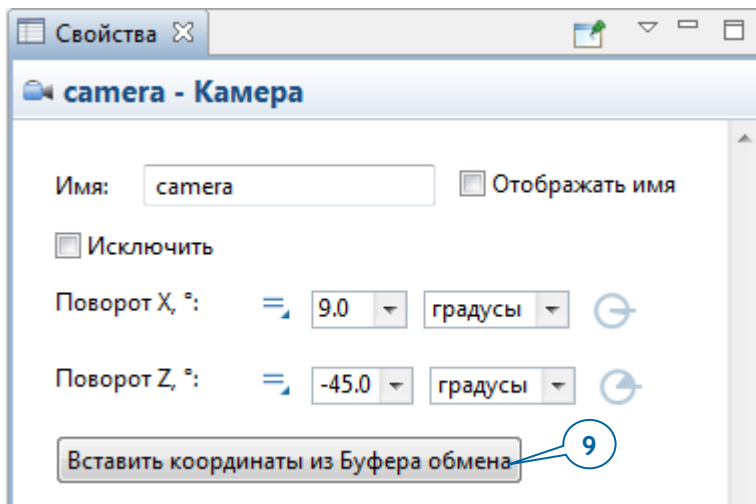 Свойства
camera - Камера
Имя: camera Отображать имя
Исключить
Поворот X, °: 9.0 градусы
Поворот Z, °: -45.0 градусы
Вставить координаты из Буфера обмена 9